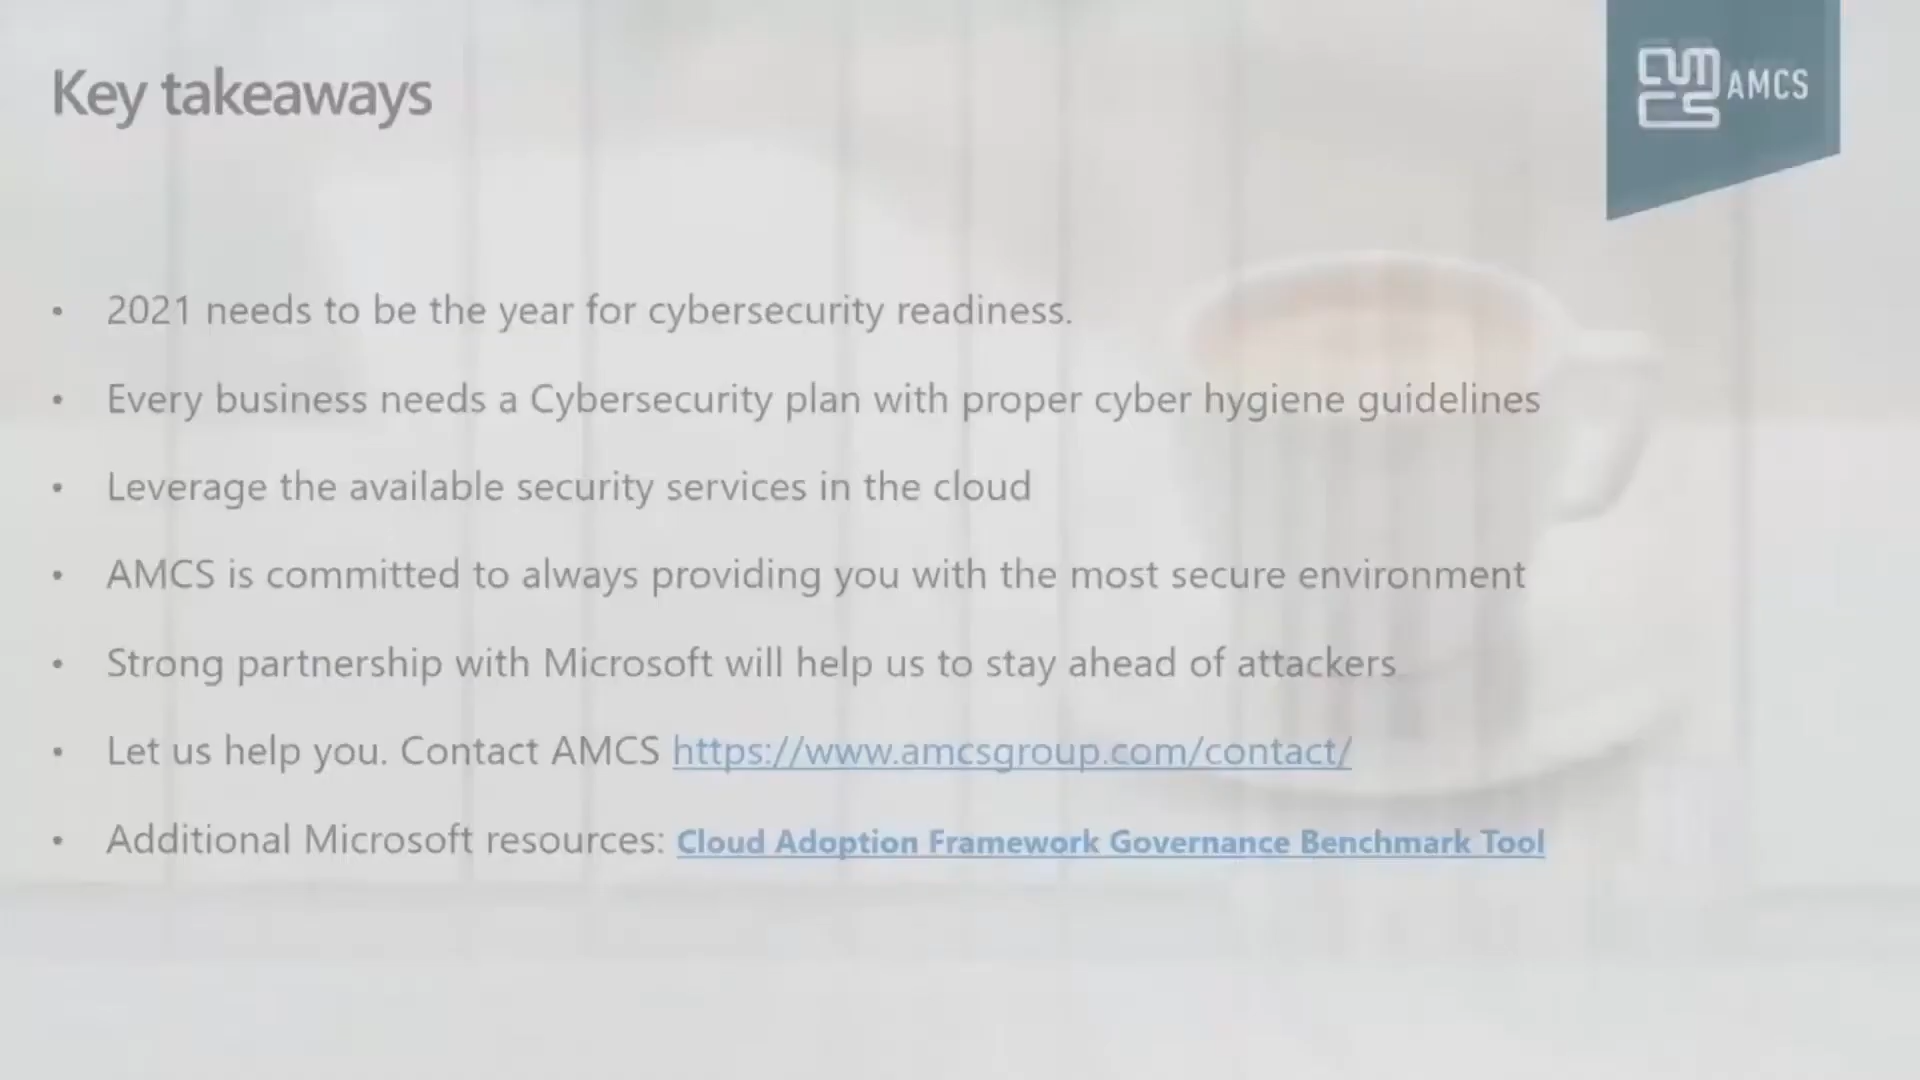 Key takeaways
AMCS
• 2021 needs to be the year for cybersecurity readiness.
• Every business needs a Cybersecurity plan with proper cyber hygiene guidelines
• Leverage the available security services in the cloud
• AMCS is committed to always providing you with the most secure environment
• Strong partnership with Microsoft will help us to stay ahead of attackers
• Let us help you. Contact AMCS https://www.amcsgroup.com/contact/
• Additional Microsoft resources: Cloud Adoption Framework Governance Benchmark Tool